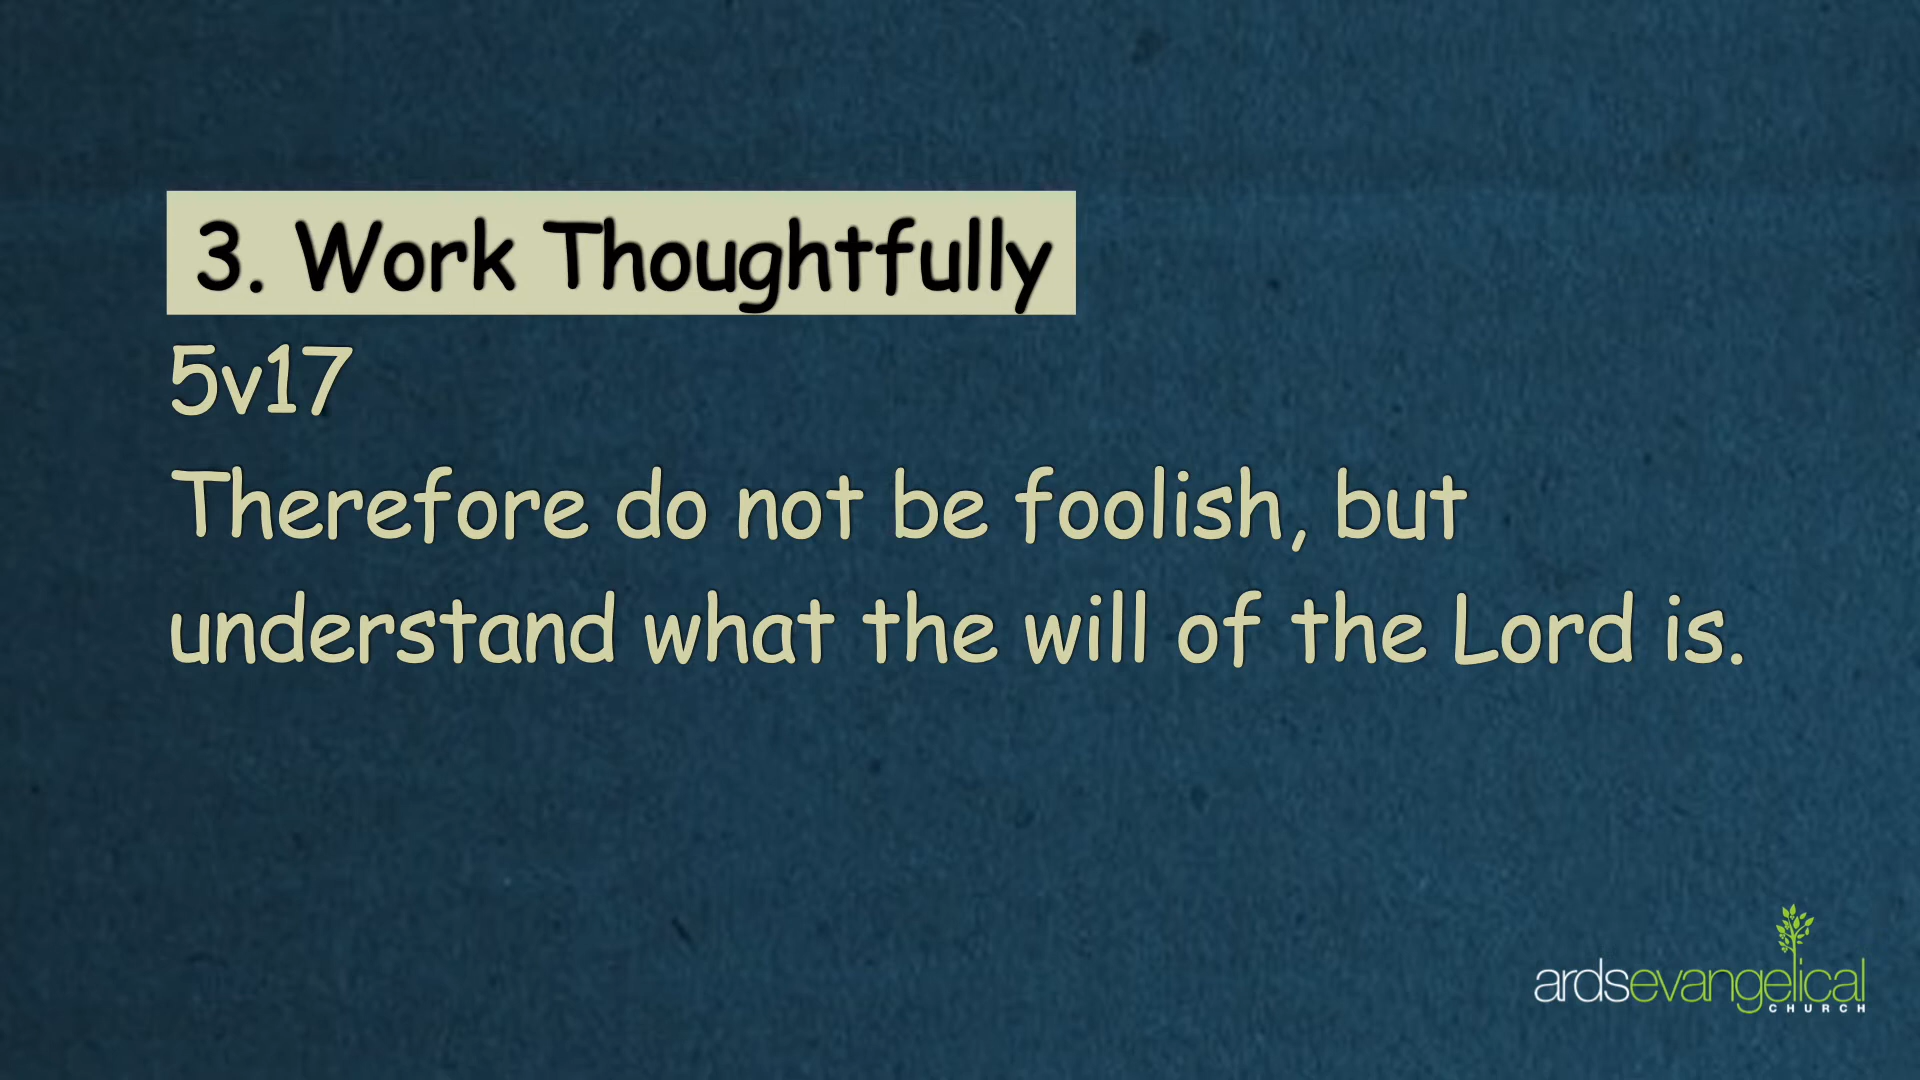 3. Work Thoughtfully
5v17
Therefore do not be foolish, but
understand what the will of the Lord is.
ardsevangelical
CHURCH